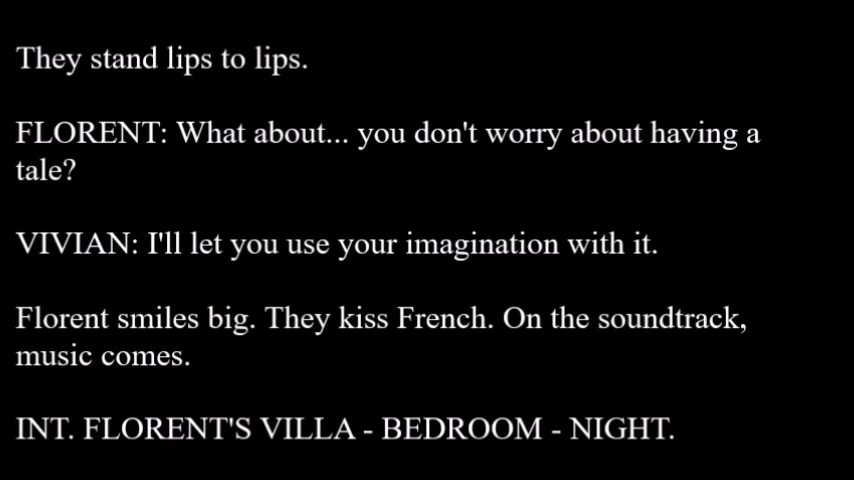 They stand lips to lips.
FLORENT: What about... you don't worry about having a
tale?
VIVIAN: I'll let you use your imagination with it.
Florent smiles big. They kiss French. On the soundtrack,
music comes.
INT. FLORENT'S VILLA - BEDROOM - NIGHT.